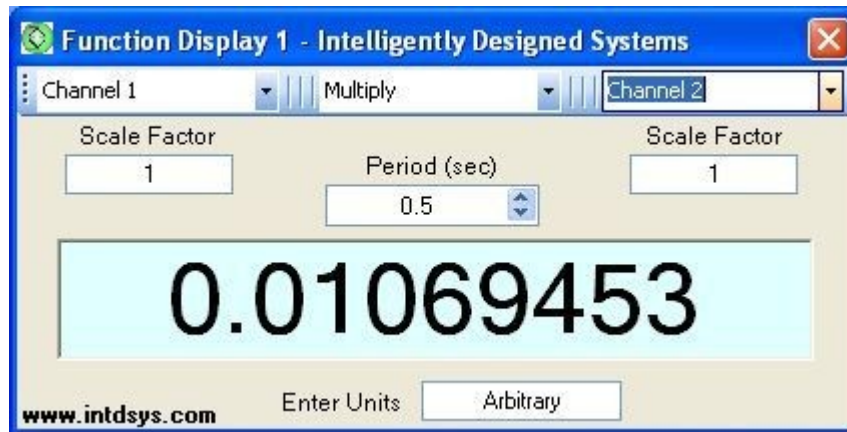 Function Display 1 - Intelligently Designed Systems
Channel 1 Multiply Channel 2
Scale Factor Scale Factor
1 Period (sec) 1
0.5
0.01069453
www.intdsys.com Enter Units Arbitrary